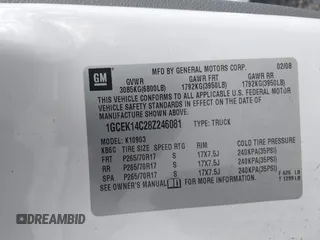 GM
MFD BY GENERAL MOTORS CORP. 02/08
GVWR GAWR FRT GAWR RR
3085KG(6800LB) 1792KG(3950LB) 1792KG(3950LB)
THIS VEHICLE CONFORMS TO ALL APPLICABLE U.S. FEDERAL MOTOR
VEHICLE SAFETY STANDARDS IN EFFECT ON THE DATE OF
MANUFACTURE SHOWN ABOVE.
1GCEK14C28Z246081 TYPE: TRUCK
MODEL: K10903
KB6C TIRE SIZE SPEED RTG RIM COLD TIRE PRESSURE
FRT P265/70R17 S 17X7.5J 240KPA(35PSI)
RR P265/70R17 S 17X7.5J 240KPA(35PSI)
SPA P265/70R17 S 17X7.5J 240KPA(35PSI)
SEE OWNER'S MANUAL
© DREAMBID STAT.VIN